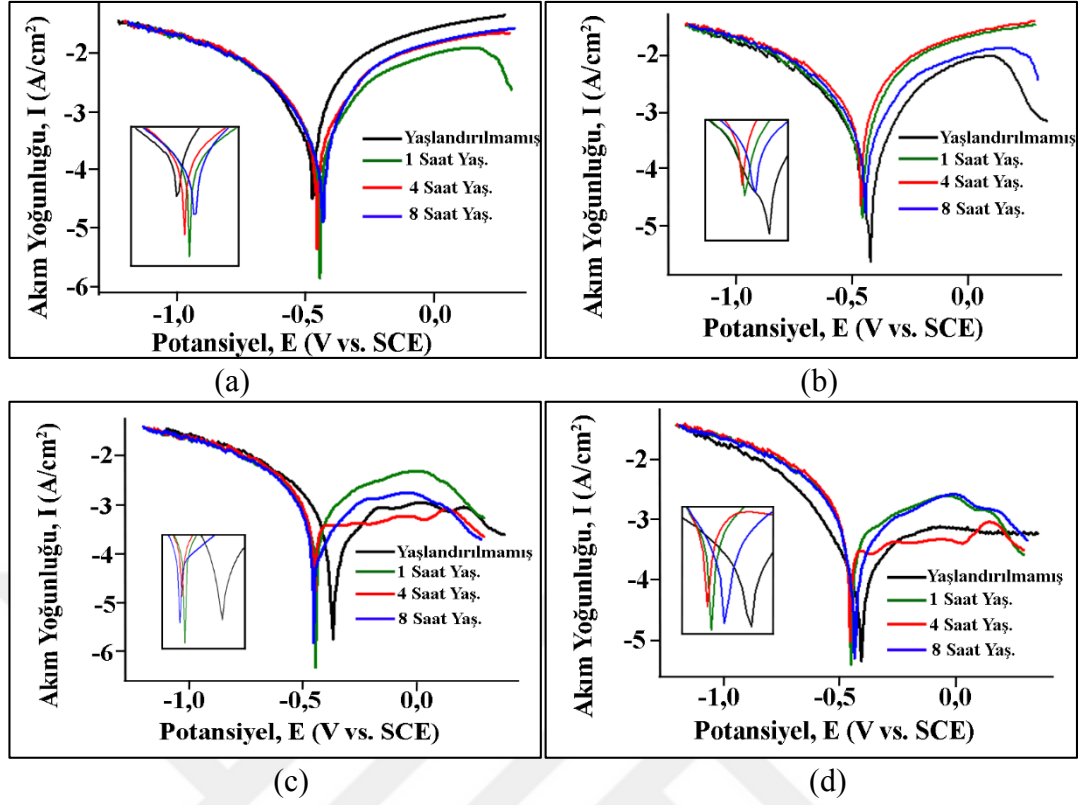 Akım Yoğunluğu, I (A/cm²)
-2
-3
-4
-5
-6
Yaşlandırılmamış
1 Saat Yaş.
4 Saat Yaş.
8 Saat Yaş.
-1,0
-0,5
0,0
Potansiyel, E (V vs. SCE)
(a)
Akım Yoğunluğu, I (A/cm²)
-2
-3
-4
-5
Yaşlandırılmamış
1 Saat Yaş.
4 Saat Yaş.
8 Saat Yaş.
-1,0
-0,5
0,0
Potansiyel, E (V vs. SCE)
(b)
Akım Yoğunluğu, I (A/cm²)
-2
-3
-4
-5
-6
Yaşlandırılmamış
1 Saat Yaş.
4 Saat Yaş.
8 Saat Yaş.
-1,0
-0,5
0,0
Potansiyel, E (V vs. SCE)
(c)
Akım Yoğunluğu, I (A/cm²)
-2
-3
-4
-5
Yaşlandırılmamış
1 Saat Yaş.
4 Saat Yaş.
8 Saat Yaş.
-1,0
-0,5
0,0
Potansiyel, E (V vs. SCE)
(d)